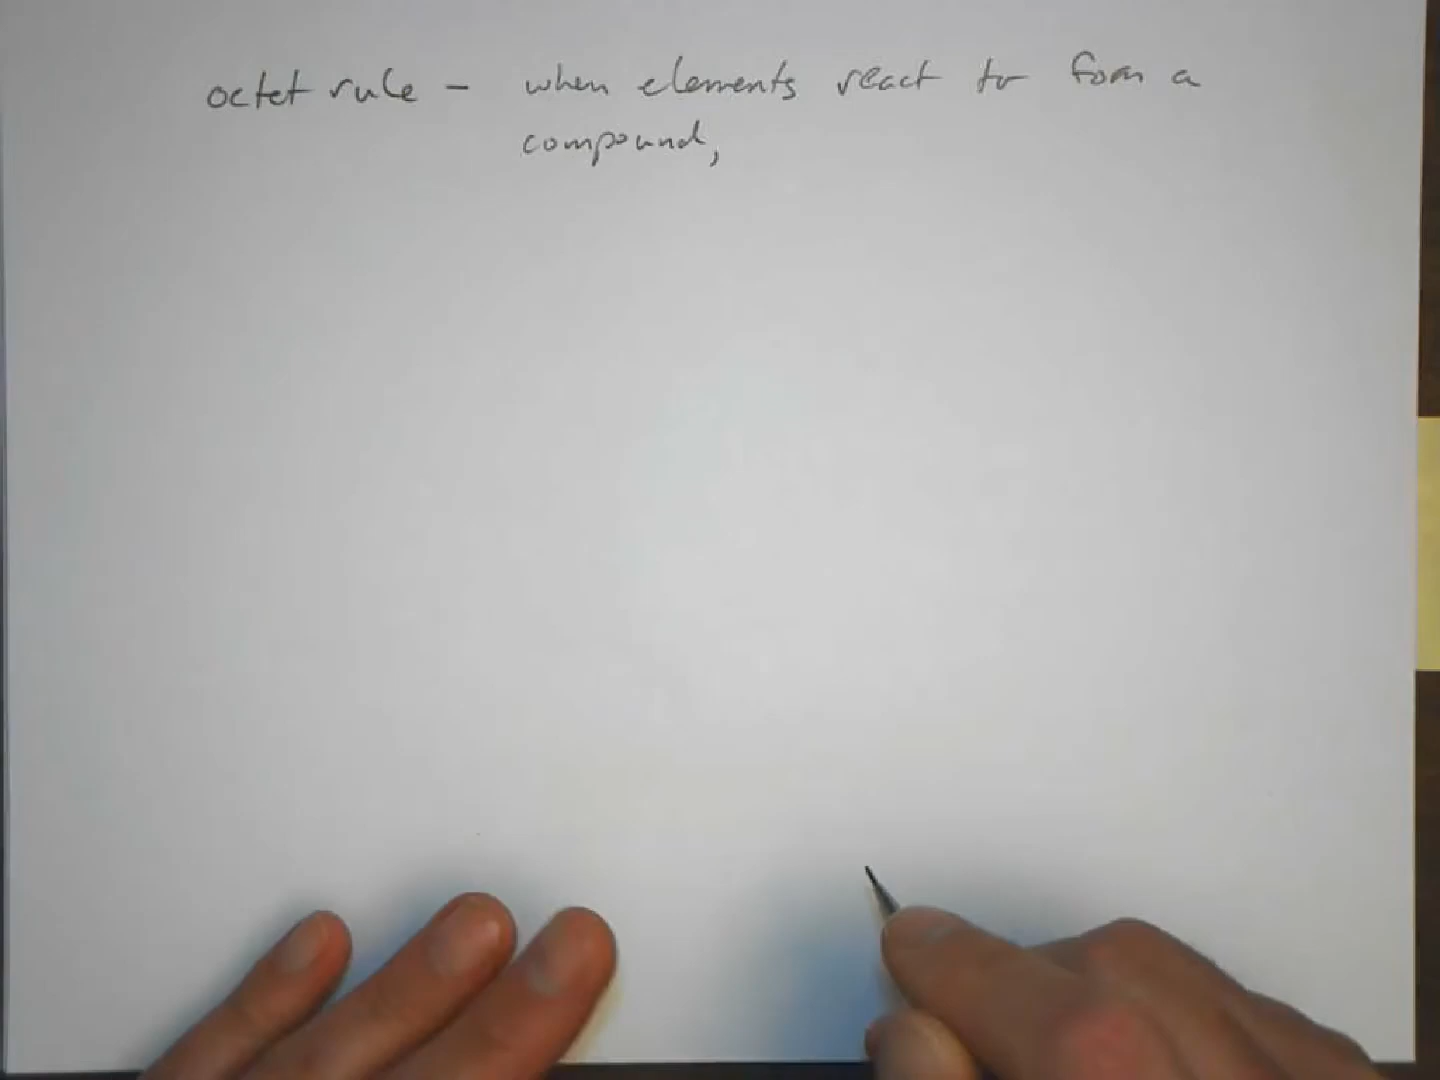 octet rule - when elements react to form a
compound,